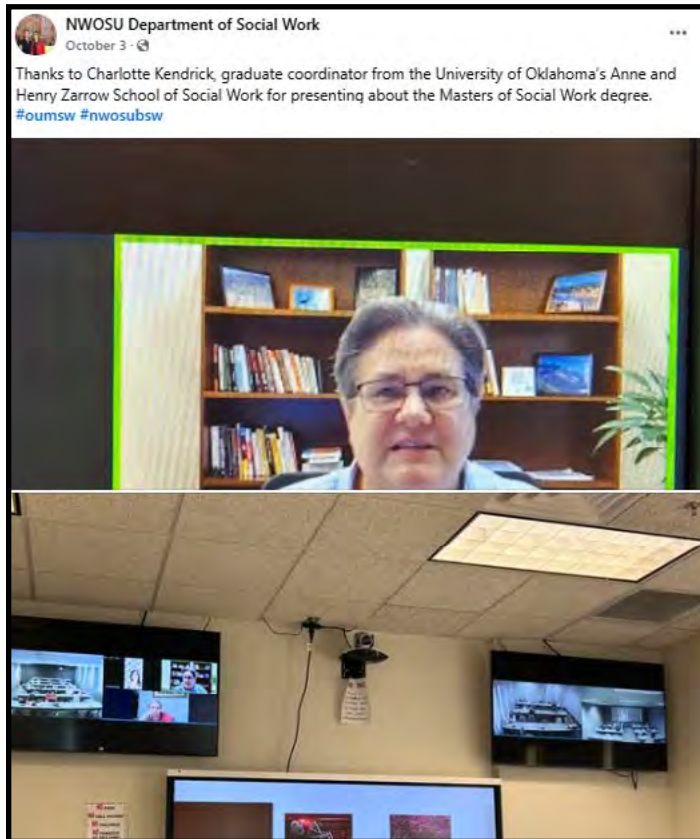 NWOSU Department of Social Work
October 3 ·
Thanks to Charlotte Kendrick, graduate coordinator from the University of Oklahoma's Anne and
Henry Zarrow School of Social Work for presenting about the Masters of Social Work degree.
#oumsw #nwosubsw